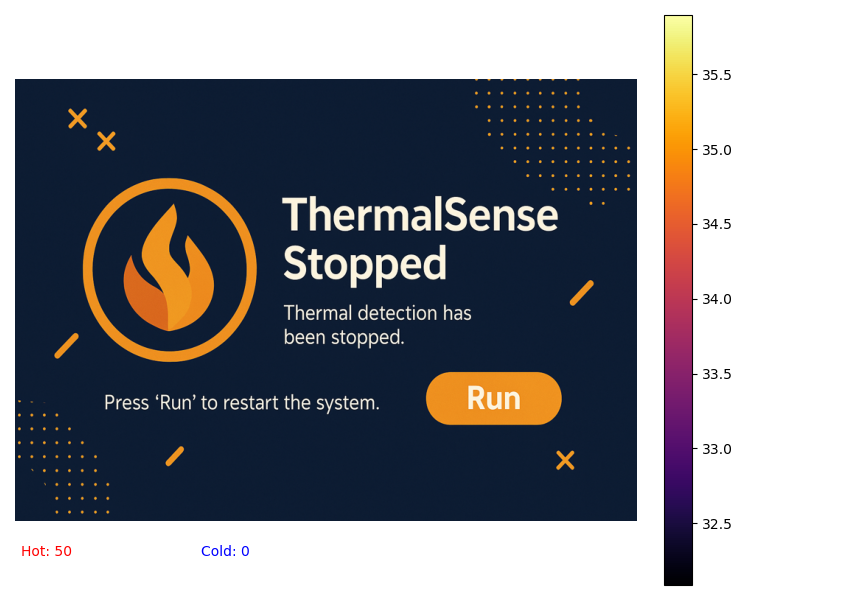 ThermalSense
Stopped
Thermal detection has
been stopped.
Press ‘Run’ to restart the system.
Run
Hot: 50
Cold: 0
35.5
35.0
34.5
34.0
33.5
33.0
32.5